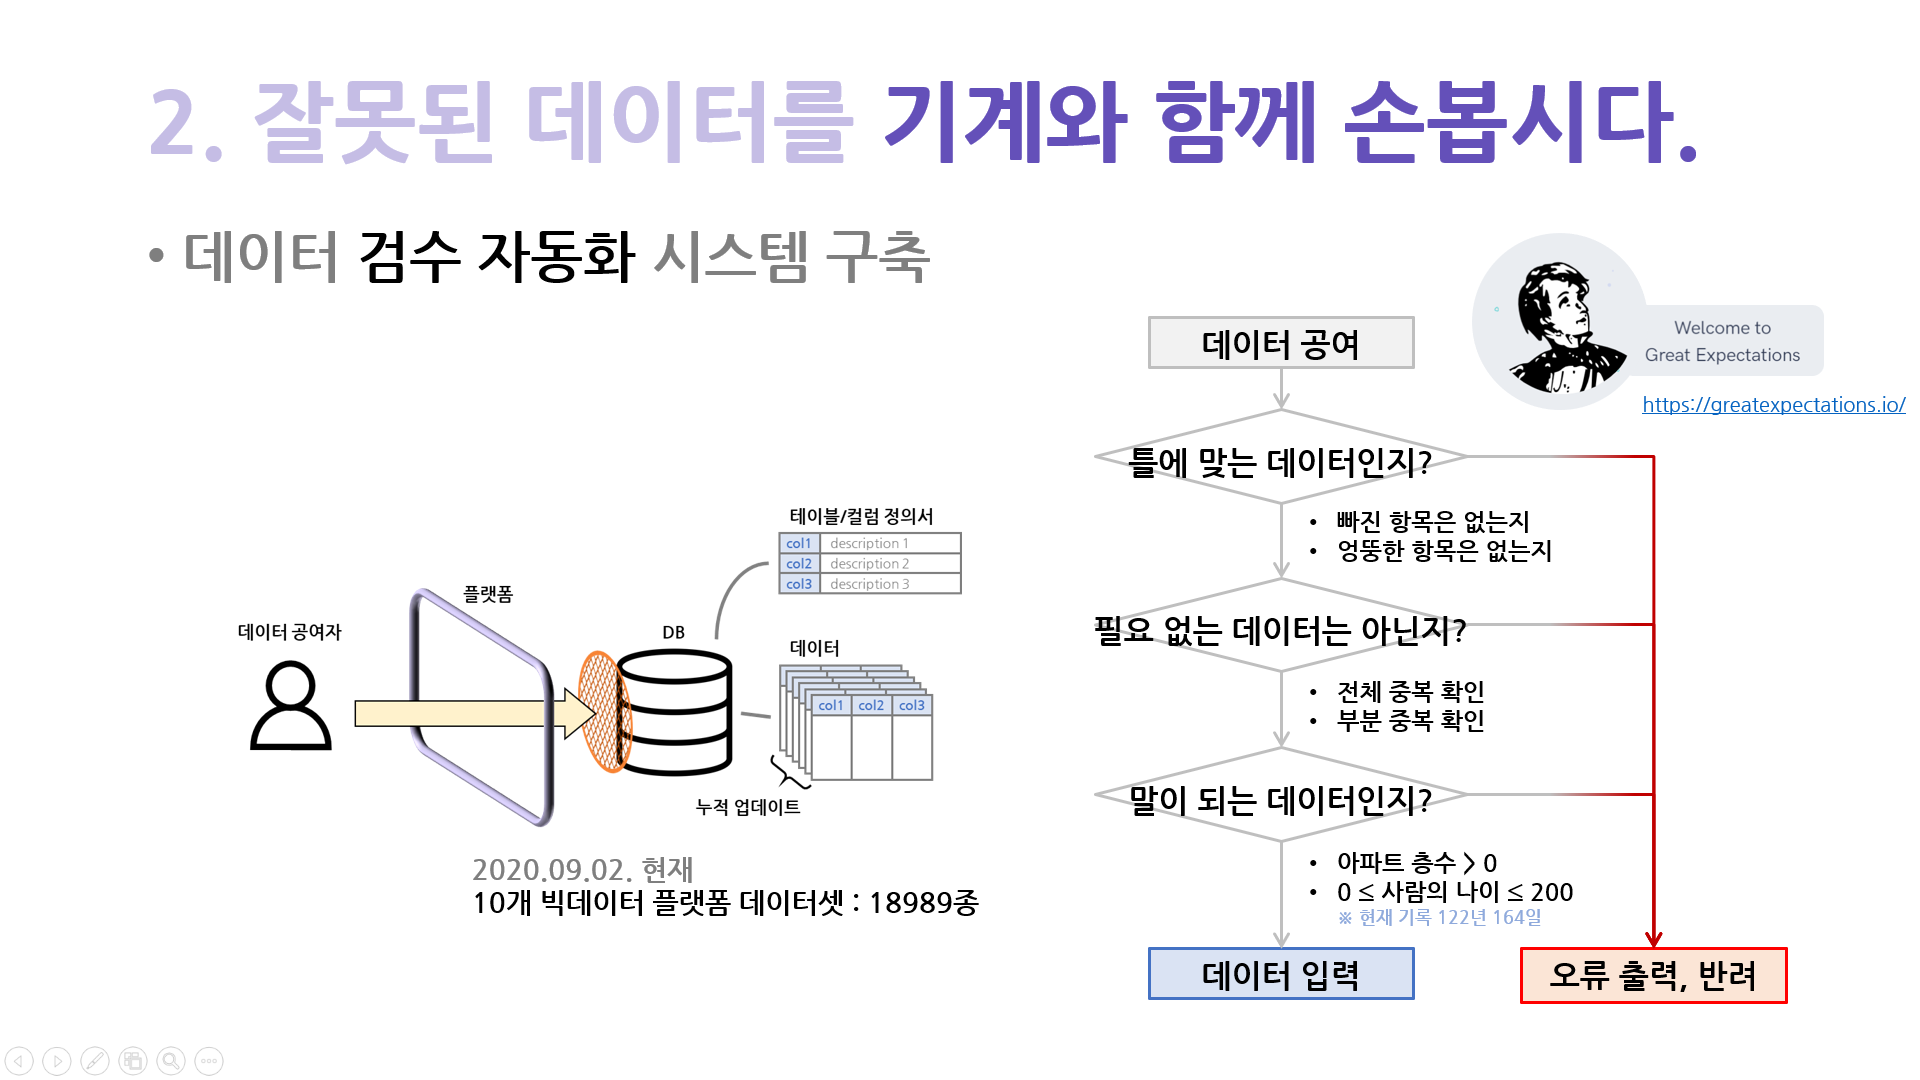 2. 잘못된 데이터를 기계와 함께 손봅시다.
• 데이터 검수 자동화 시스템 구축
데이터 공여자
플랫폼
DB
테이블/컬럼 정의서
col1 description 1
col2 description 2
col3 description 3
데이터
col1 col2 col3
누적 업데이트
2020.09.02. 현재
10개 빅데이터 플랫폼 데이터셋 : 18989종
Welcome to
Great Expectations
https://greatexpectations.io/
데이터 공여
틀에 맞는 데이터인지?
• 빠진 항목은 없는지
• 엉뚱한 항목은 없는지
필요 없는 데이터는 아닌지?
• 전체 중복 확인
• 부분 중복 확인
말이 되는 데이터인지?
• 아파트 층수 > 0
• 0 ≤ 사람의 나이 ≤ 200
※ 현재 기록 122년 164일
데이터 입력
오류 출력, 반려